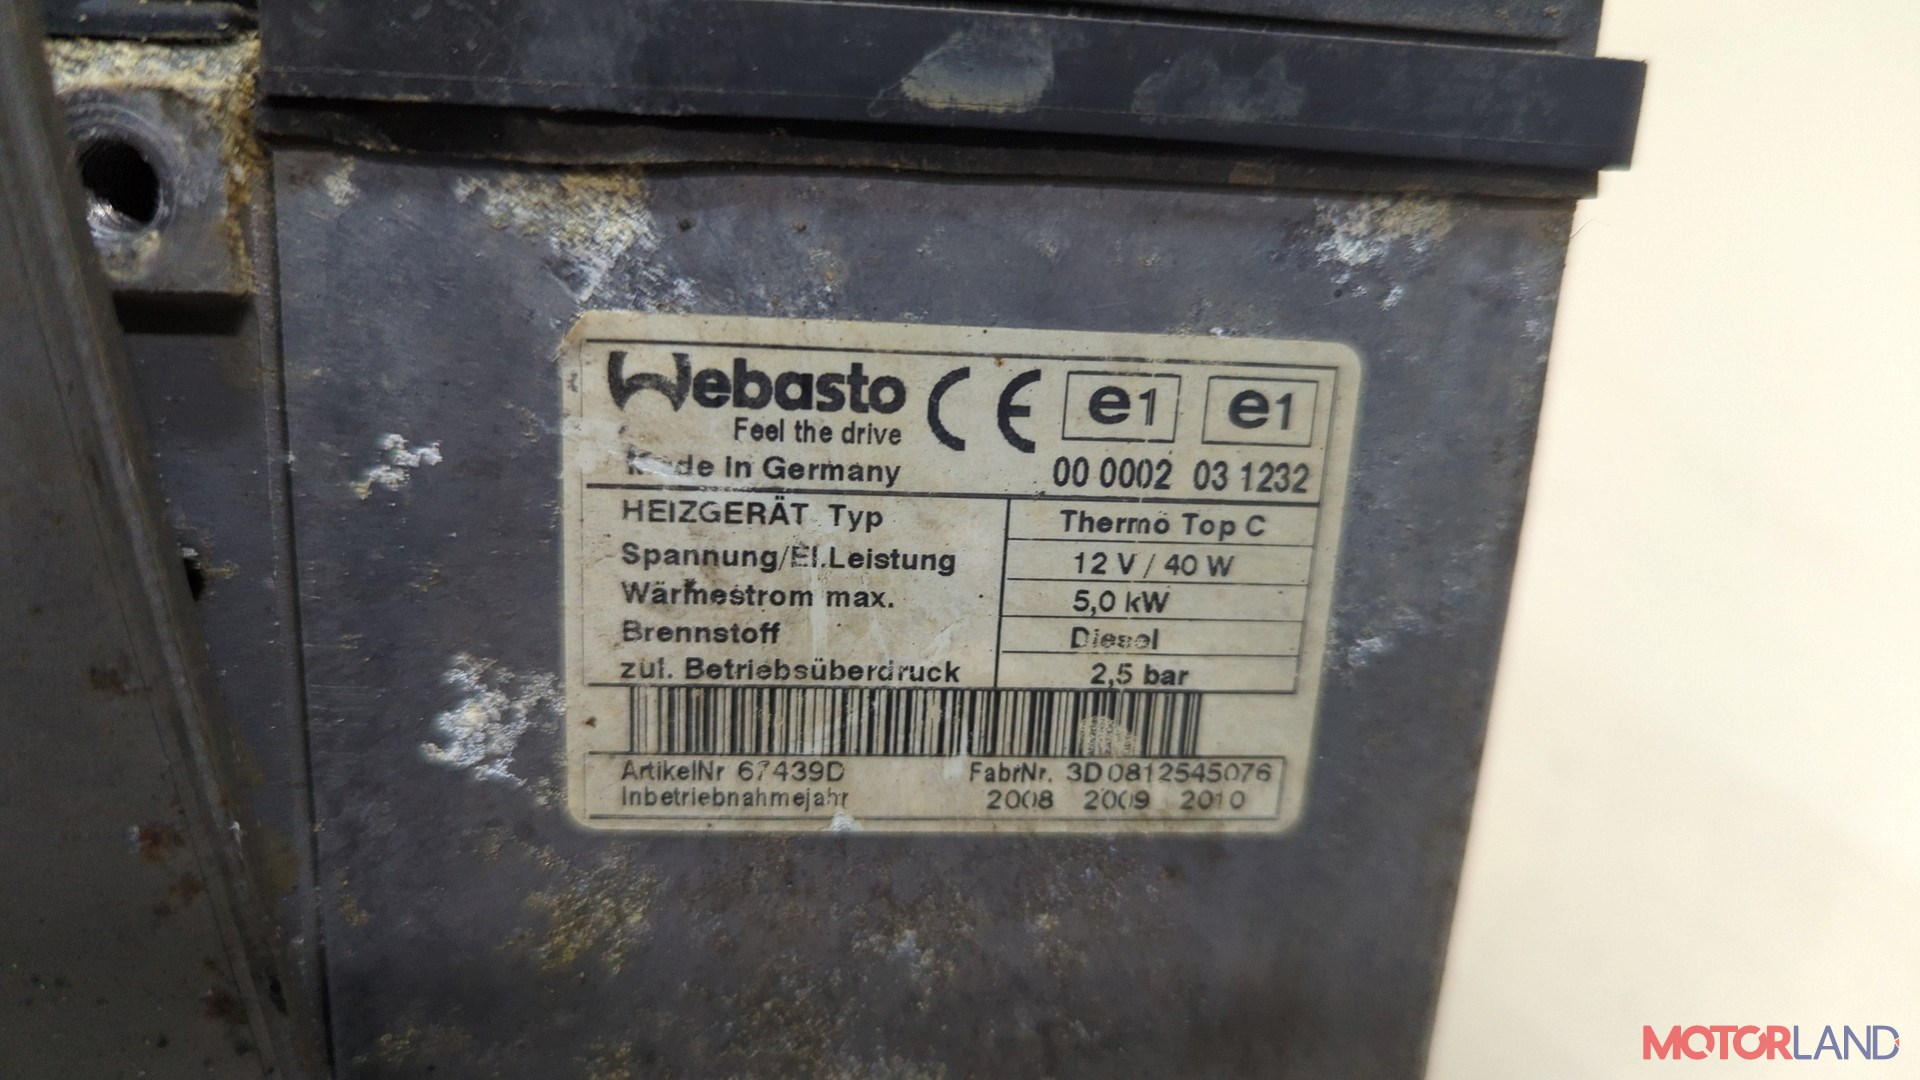 Webasto
Feel the drive
Made in Germany
CE e1 e1
00 0002 03 1232
HEIZGERÄT Typ Thermo Top C
Spannung/El.Leistung 12 V / 40 W
Wärmestrom max. 5,0 kW
Brennstoff Diesel
zul. Betriebsüberdruck 2,5 bar
ArtikelNr 67439D FabrNr. 3D0812545076
Inbetriebnahmejahr 2008 2009 2010
MOTORLAND